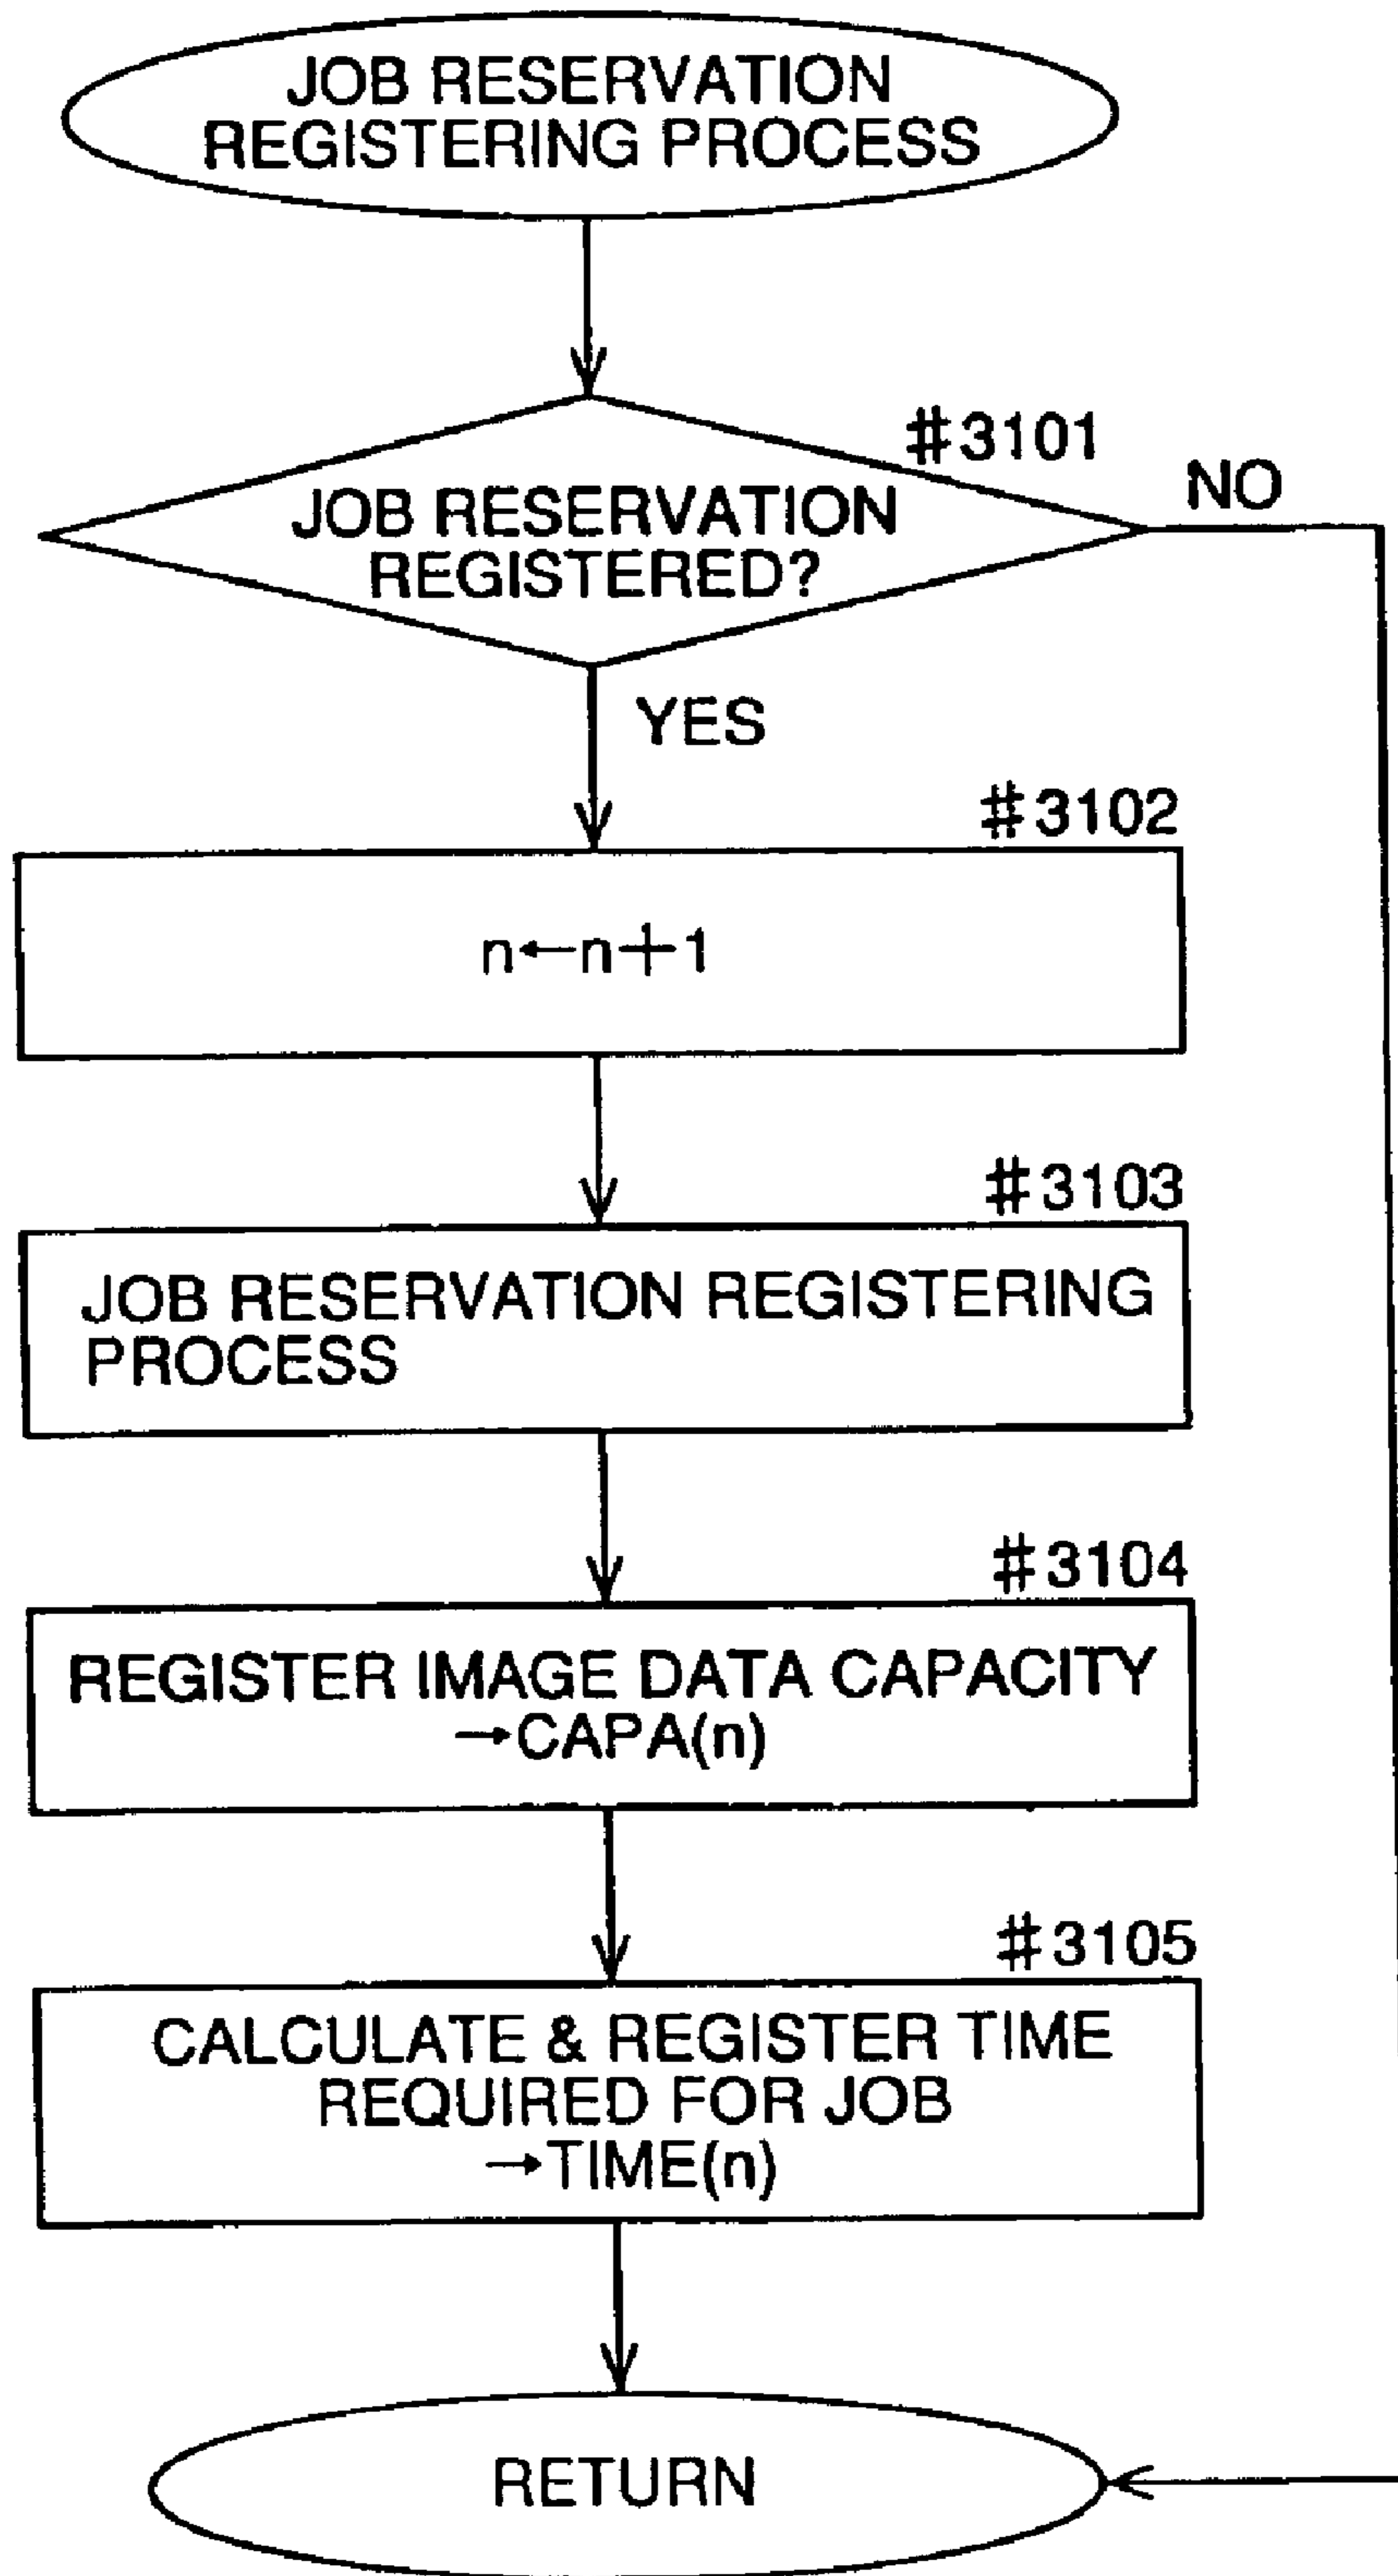 JOB RESERVATION
REGISTERING PROCESS
#3101
NO
JOB RESERVATION
REGISTERED?
YES
#3102
n←n+1
#3103
JOB RESERVATION REGISTERING
PROCESS
#3104
REGISTER IMAGE DATA CAPACITY
→CAPA(n)
#3105
CALCULATE & REGISTER TIME
REQUIRED FOR JOB
→TIME(n)
RETURN